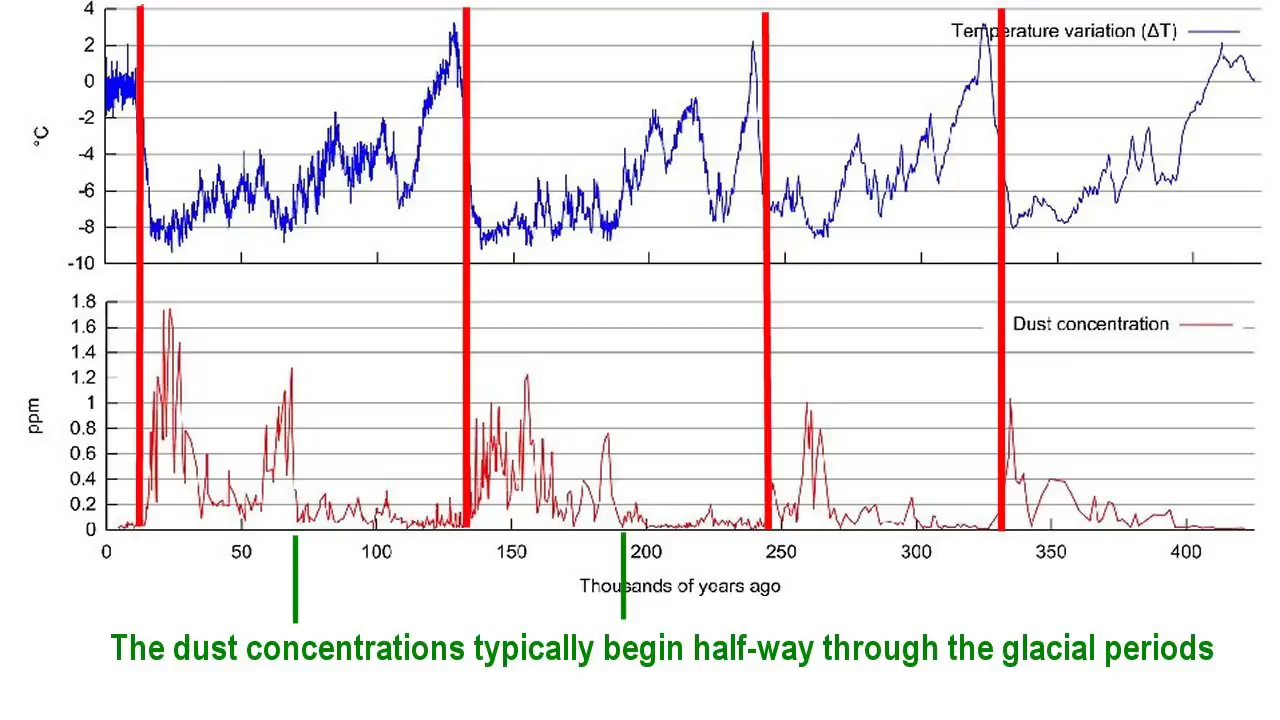 4
2
0
-2
-4
-6
-8
-10
°C
Temperature variation (ΔT)
1.8
1.6
1.4
1.2
1
0.8
0.6
0.4
0.2
0
ppm
Dust concentration
0 50 100 150 200 250 300 350 400
Thousands of years ago
The dust concentrations typically begin half-way through the glacial periods